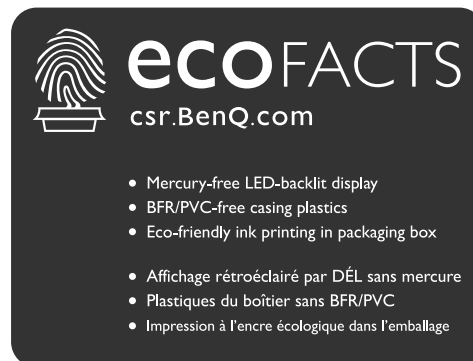 ecoFACTS
csr.BenQ.com
• Mercury-free LED-backlit display
• BFR/PVC-free casing plastics
• Eco-friendly ink printing in packaging box
• Affichage rétroéclairé par DÉL sans mercure
• Plastiques du boîtier sans BFR/PVC
• Impression à l'encre écologique dans l'emballage